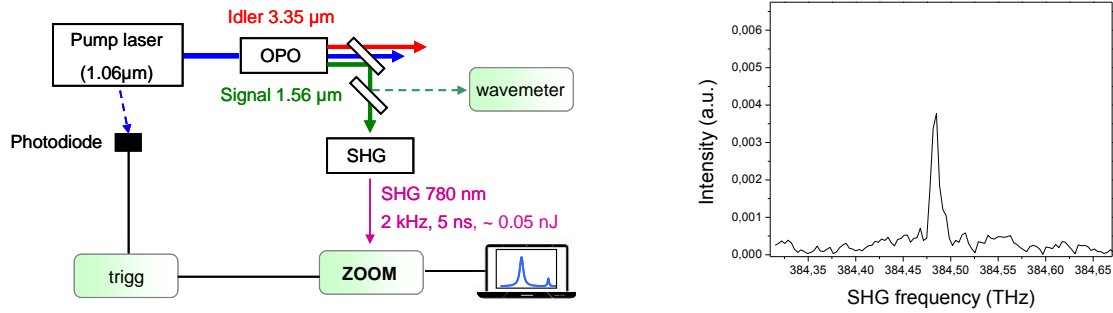 Idler 3.35 µm
Pump laser
(1.06µm)
OPO
Signal 1.56 µm
wavemeter
Photodiode
SHG
SHG 780 nm
2 kHz, 5 ns, ~ 0.05 nJ
trigg
ZOOM
0,006
0,005
0,004
0,003
0,002
0,001
0,000
Intensity (a.u.)
384,35 384,40 384,45 384,50 384,55 384,60 384,65
SHG frequency (THz)